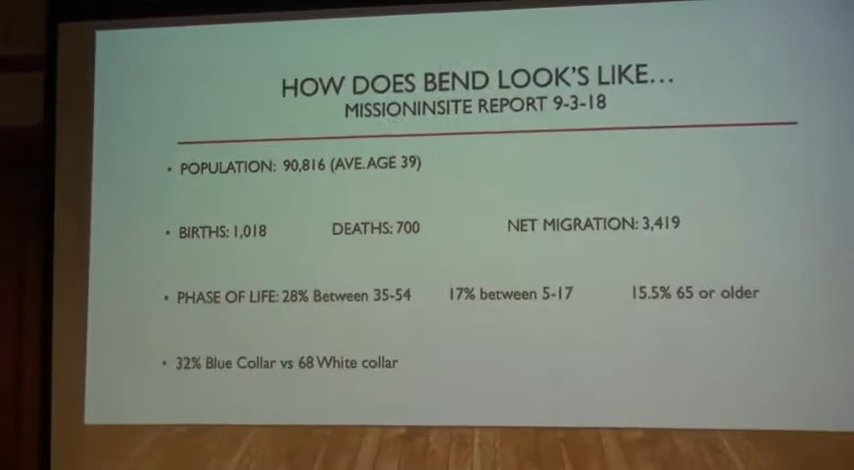 HOW DOES BEND LOOK'S LIKE...
MISSIONINSITE REPORT 9-3-18
• POPULATION: 90,816 (AVE. AGE 39)
• BIRTHS: 1,018 DEATHS: 700 NET MIGRATION: 3,419
• PHASE OF LIFE: 28% Between 35-54 17% between 5-17 15.5% 65 or older
• 32% Blue Collar vs 68 White collar